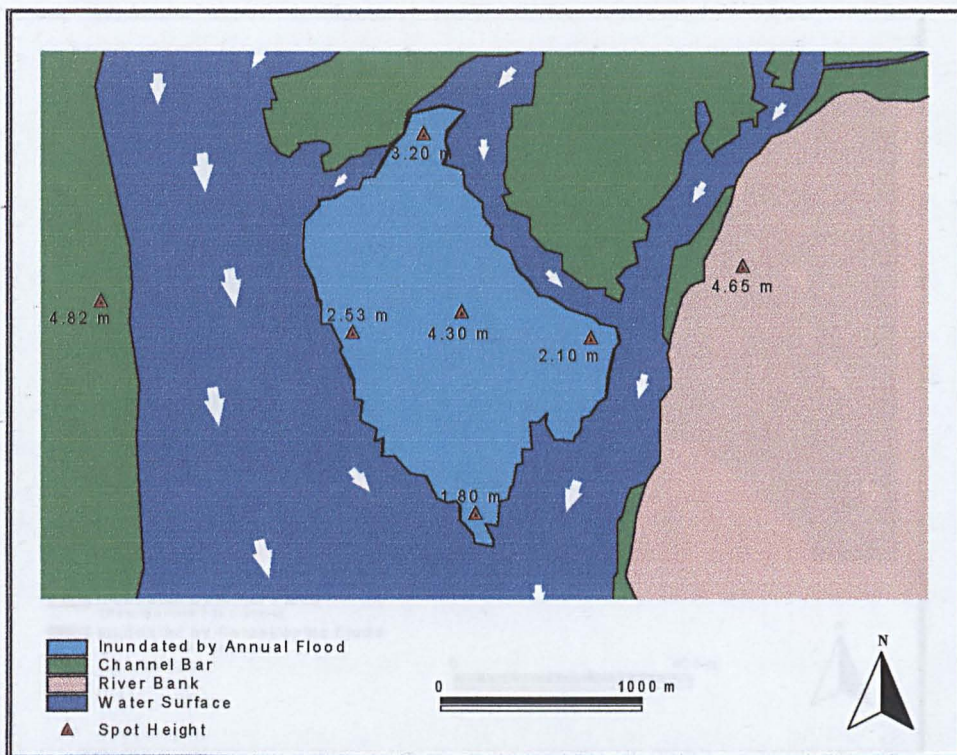 3.20 m
4.65 m
4.82 m
2.53 m
4.30 m
2.10 m
1.80 m
Inundated by Annual Flood
Channel Bar
River Bank
Water Surface
Spot Height
0 1000 m
N